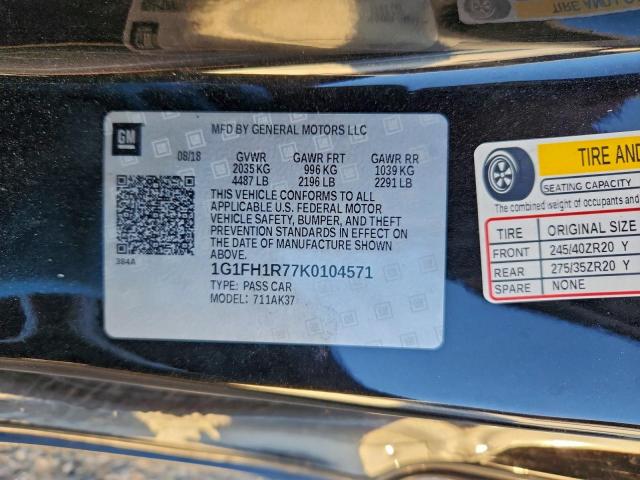 TIRE AND LOA
GM
MFD BY GENERAL MOTORS LLC
08/18 GVWR GAWR FRT GAWR RR
2035 KG 996 KG 1039 KG
4487 LB 2196 LB 2291 LB
THIS VEHICLE CONFORMS TO ALL
APPLICABLE U.S. FEDERAL MOTOR
VEHICLE SAFETY, BUMPER, AND THEFT
PREVENTION STANDARDS IN EFFECT ON
THE DATE OF MANUFACTURE SHOWN
ABOVE.
384A
1G1FH1R77K0104571
TYPE: PASS CAR
MODEL: 711AK37
TIRE AND
SEATING CAPACITY
The combined weight of occupants and
TIRE ORIGINAL SIZE
FRONT 245/40ZR20 Y
REAR 275/35ZR20 Y
SPARE NONE